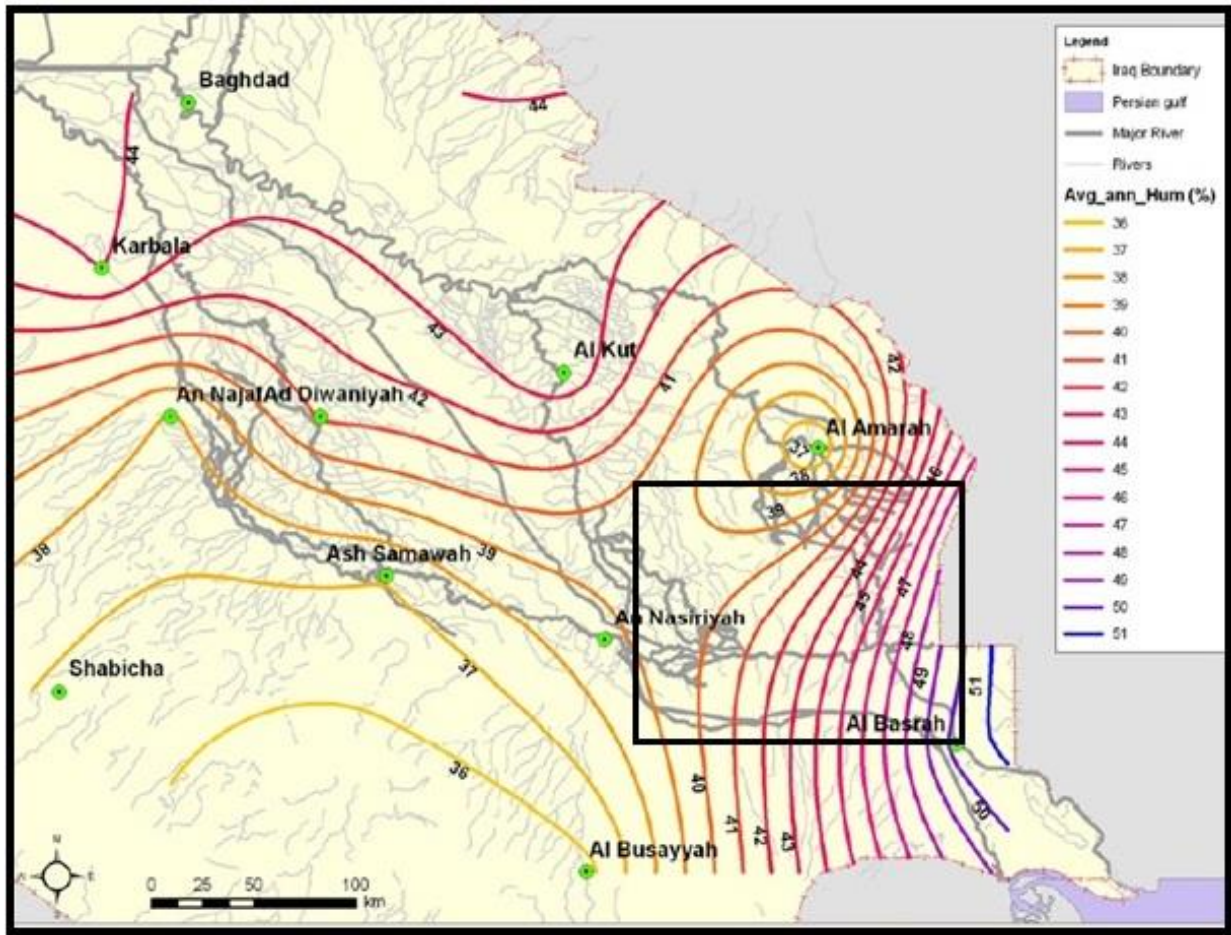 Legend
Iraq Boundary
Persian gulf
Major River
Rivers
Avg_ann_Hum (%)
36
37
38
39
40
41
42
43
44
45
46
47
48
49
50
51
Baghdad
44
44
Karbala
43
Al Kut
42
41
An Najaf
Ad Diwaniyah
42
Al Amarah
37
38
39
46
38
Ash Samawah
39
44
45
47
An Nasiriyah
48
Shabicha
37
49
51
Al Basrah
36
40
41
42
43
50
Al Busayyah
N
E
S
0 25 50 100
km